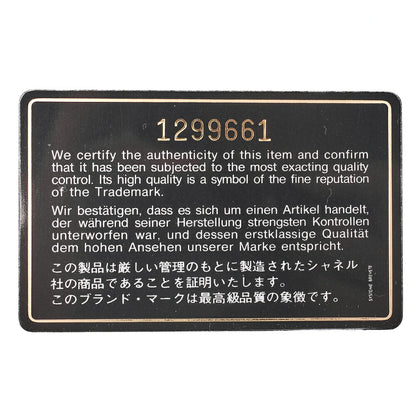 1299661
We certify the authenticity of this item and confirm
that it has been subjected to the most exacting quality
control. Its high quality is a symbol of the fine reputation
of the Trademark.
Wir bestätigen, dass es sich um einen Artikel handelt,
der während seiner Herstellung strengsten Kontrollen
unterworfen war, und dessen erstklassige Qualität
dem hohen Ansehen unserer Marke entspricht.
この製品は厳しい管理のもとに製造されたシャネル
社の商品であることを証明いたします。
このブランド・マークは最高級品質の象徴です。